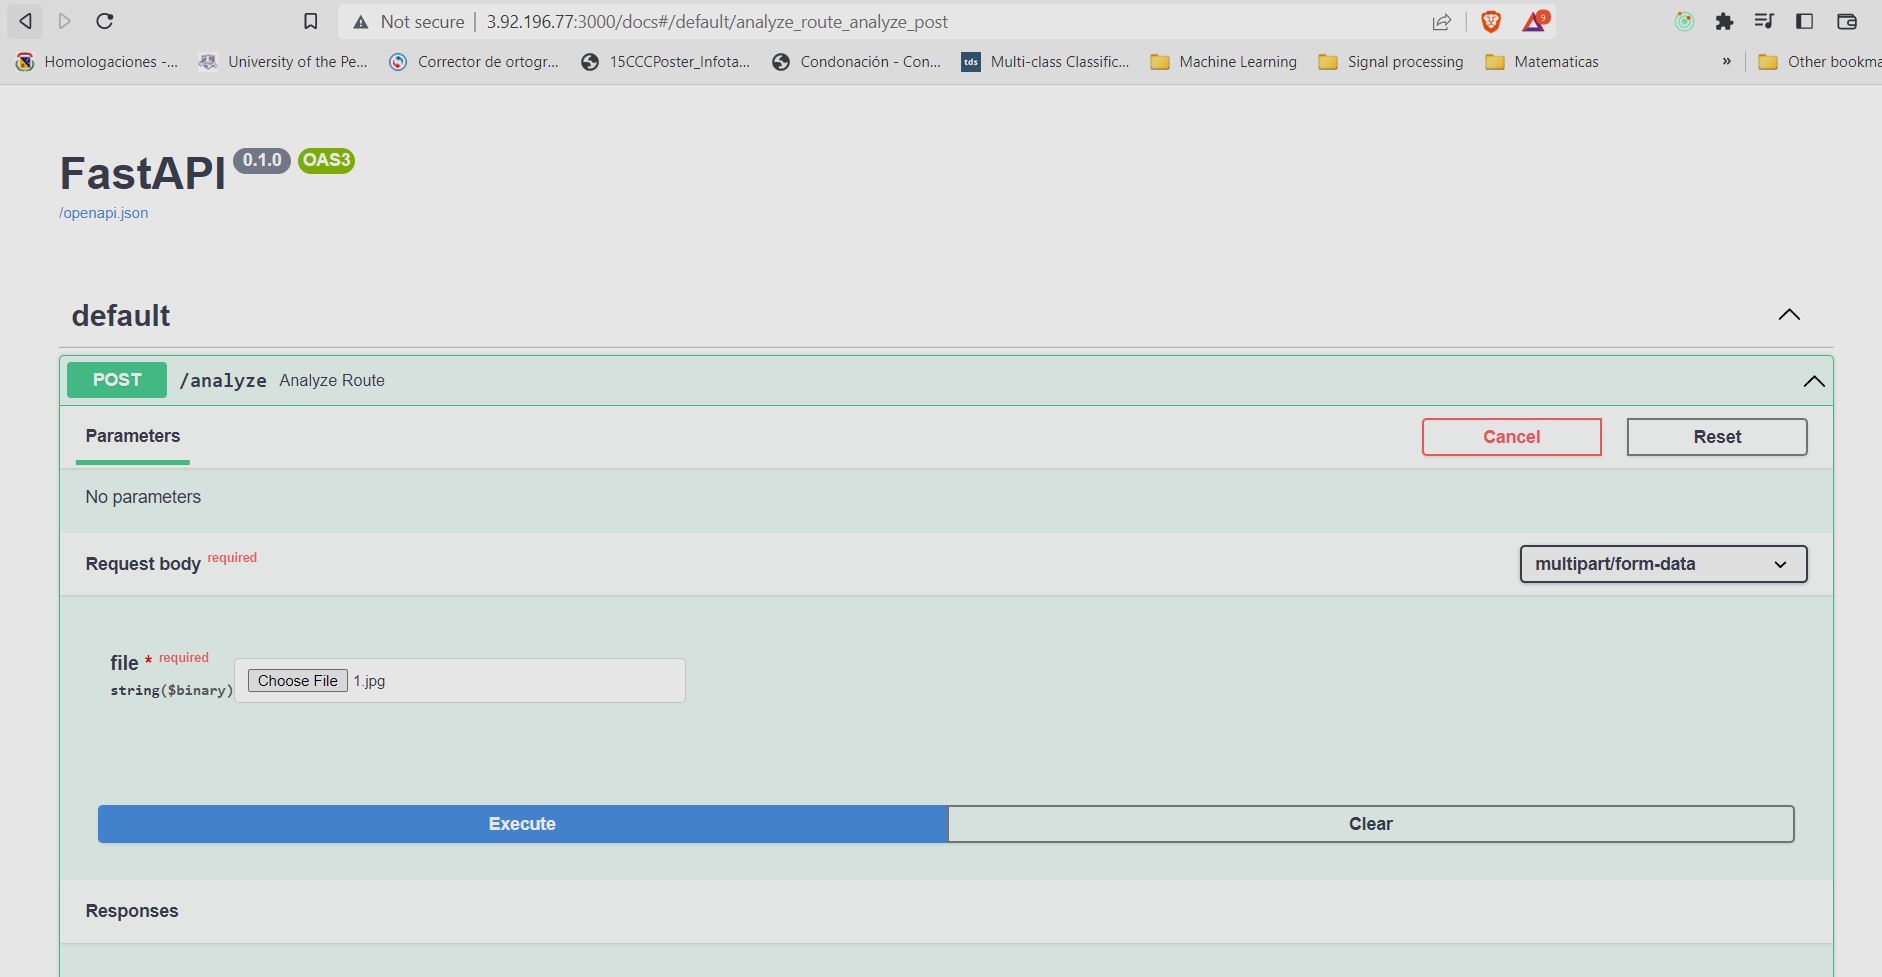 Not secure 3.92.196.77:3000/docs#/default/analyze_route_analyze_post 9
Homologaciones -... University of the Pe... Corrector de ortogr... 15CCCPoster_Infota... Condonación - Con... tds Multi-class Classific... Machine Learning Signal processing Matematicas » Other bookma
FastAPI 0.1.0 OAS3
/openapi.json
default
POST /analyze Analyze Route
Parameters Cancel Reset
No parameters
Request body required multipart/form-data
file * required
string($binary) Choose File 1.jpg
Execute Clear
Responses